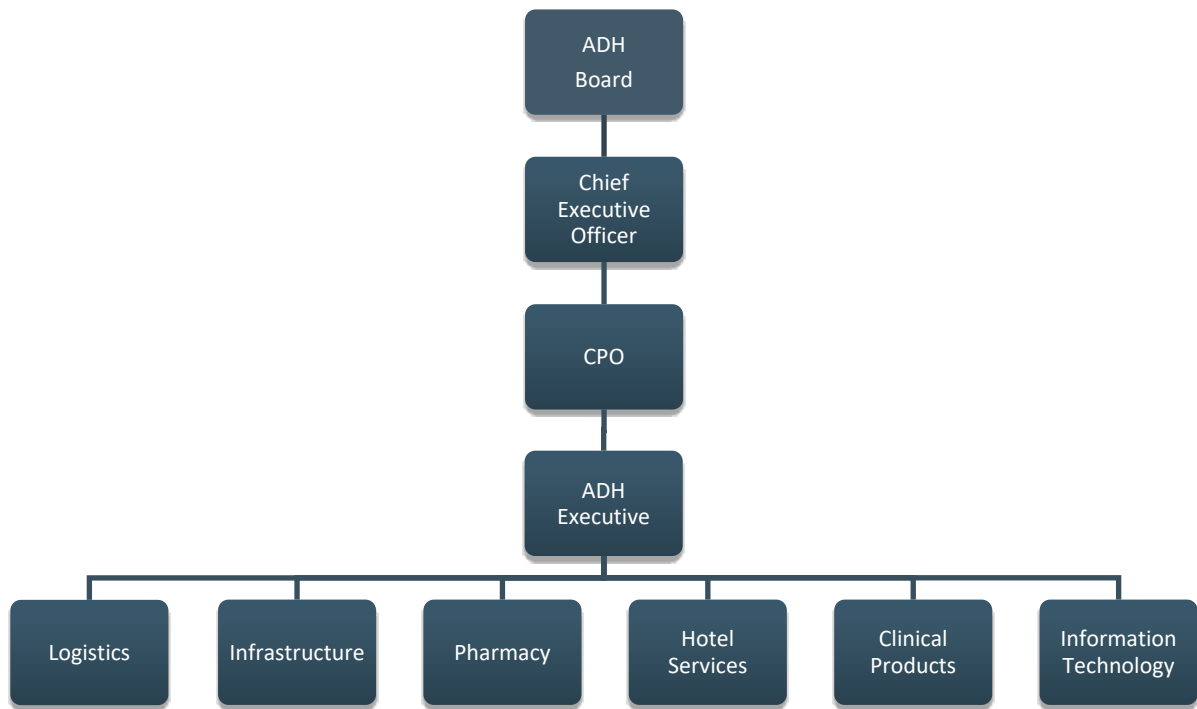 ADH
Board
Chief
Executive
Officer
CPO
ADH
Executive
Logistics
Infrastructure
Pharmacy
Hotel
Services
Clinical
Products
Information
Technology